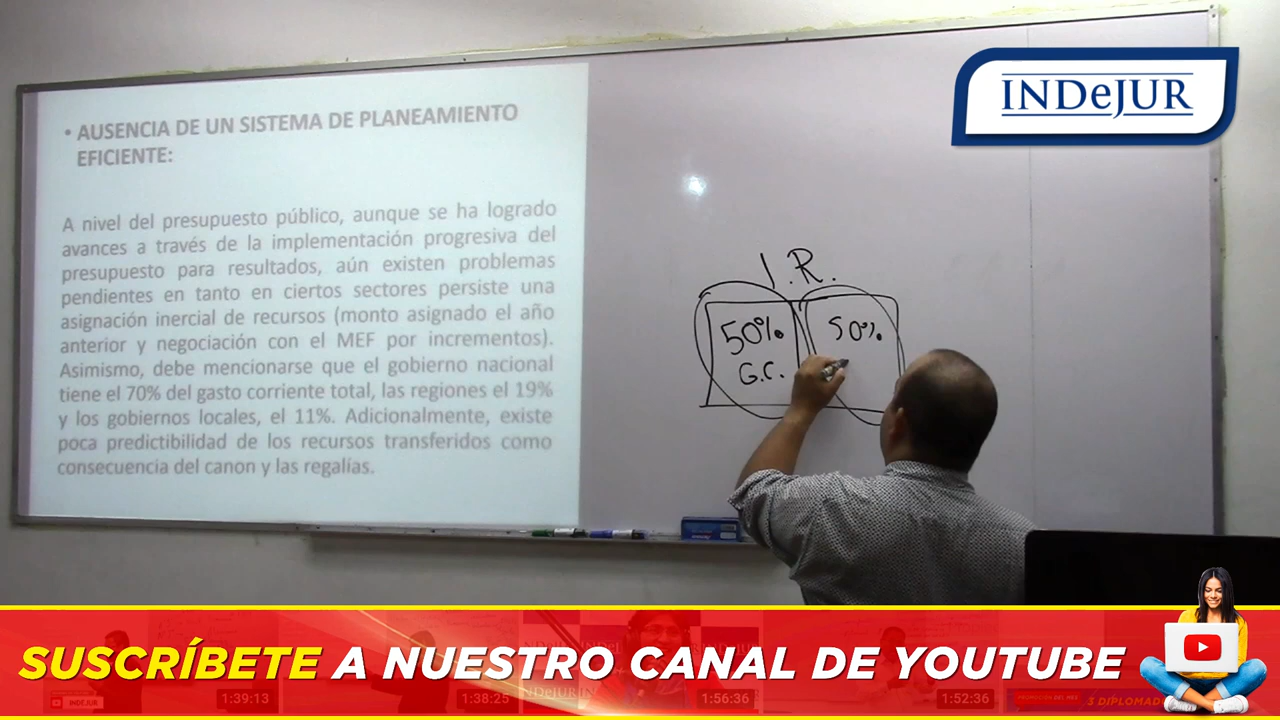 • AUSENCIA DE UN SISTEMA DE PLANEAMIENTO
EFICIENTE:
A nivel del presupuesto público, aunque se ha logrado
avances a través de la implementación progresiva del
presupuesto para resultados, aún existen problemas
pendientes en tanto en ciertos sectores persiste una
asignación inercial de recursos (monto asignado el año
anterior y negociación con el MEF por incrementos).
Asimismo, debe mencionarse que el gobierno nacional
tiene el 70% del gasto corriente total, las regiones el 19%
y los gobiernos locales, el 11%. Adicionalmente, existe
poca predictibilidad de los recursos transferidos como
consecuencia del canon y las regalías.
INDeJUR
I.R.
50% 50%
G.C.
SUSCRÍBETE A NUESTRO CANAL DE YOUTUBE
1:39:13 1:38:25 1:56:36 1:52:36
INDEJUR
3 DIPLOMAD